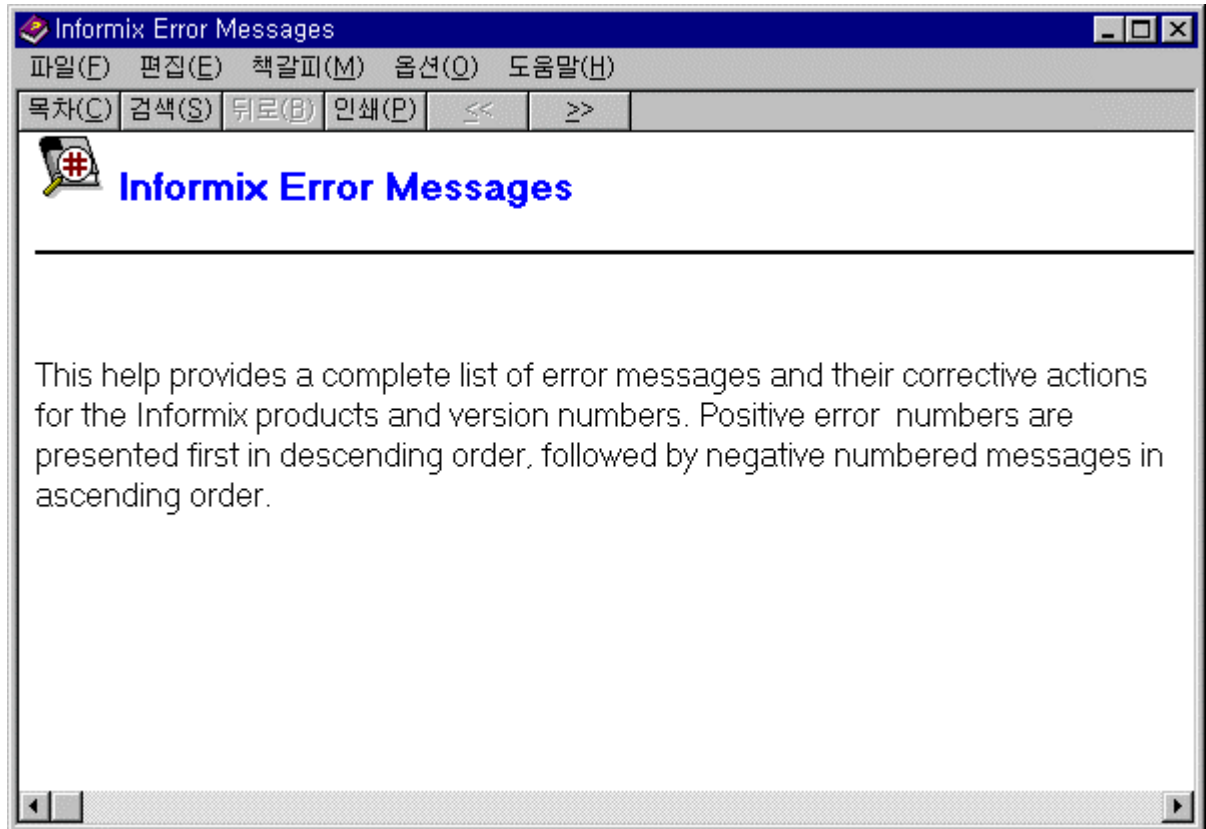 Informix Error Messages
파일(F) 편집(E) 책갈피(M) 옵션(O) 도움말(H)
목차(C) 검색(S) 뒤로(B) 인쇄(P) << >>
Informix Error Messages
This help provides a complete list of error messages and their corrective actions
for the Informix products and version numbers. Positive error  numbers are
presented first in descending order, followed by negative numbered messages in
ascending order.